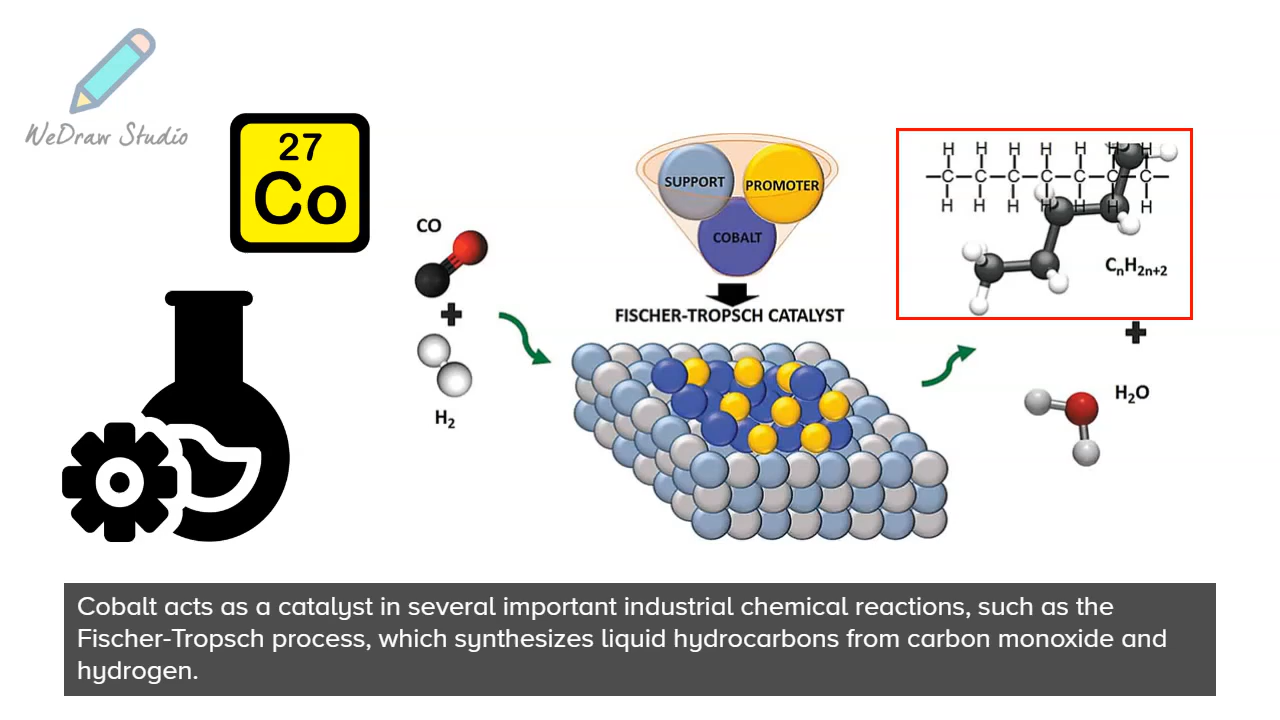 WeDraw Studio
27
Co
CO
H₂
SUPPORT
PROMOTER
COBALT
FISCHER-TROPSCH CATALYST
H H H H H H H
C C C C C C C
H H H H H H H
CₙH₂ₙ₊₂
H₂O
Cobalt acts as a catalyst in several important industrial chemical reactions, such as the
Fischer-Tropsch process, which synthesizes liquid hydrocarbons from carbon monoxide and
hydrogen.